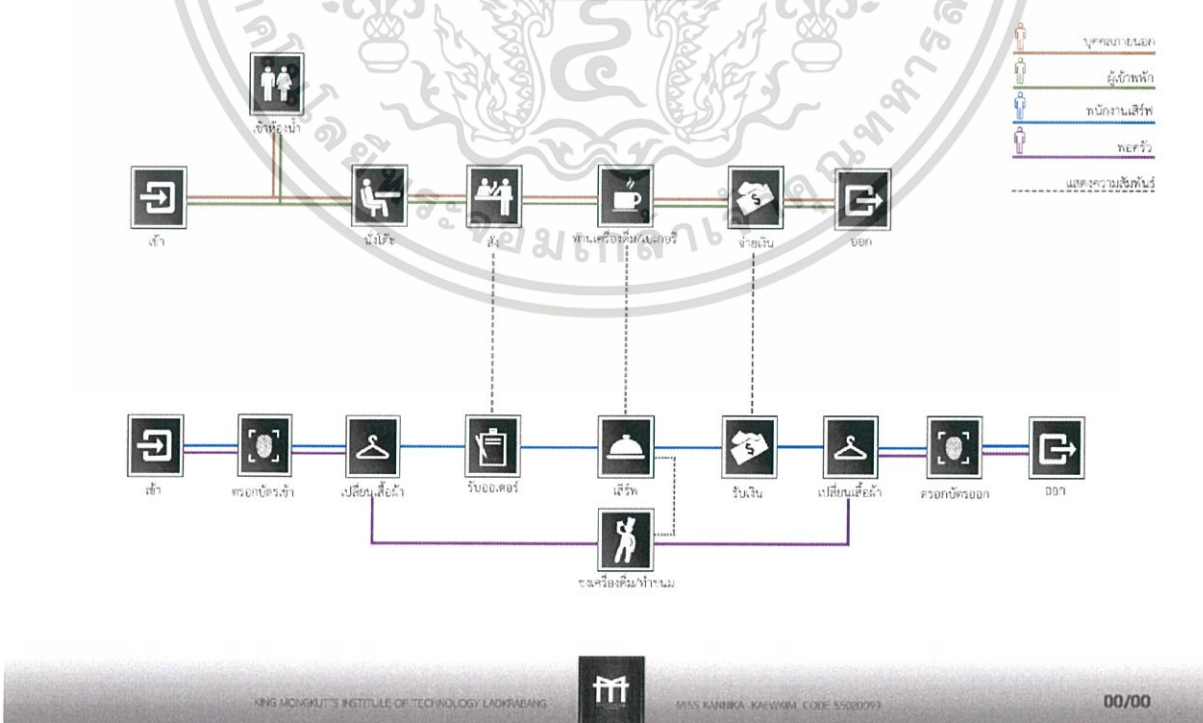 บุคคลภายนอก
ผู้เข้าพัก
พนักงานเสิร์ฟ
พ่อครัว
แสดงความสัมพันธ์
เข้าห้องน้ำ
เข้า
นั่งโต๊ะ
สั่ง
ทานเครื่องดื่ม/เบเกอรี่
จ่ายเงิน
ออก
เข้า
ตรอกบัตรเข้า
เปลี่ยนเสื้อผ้า
รับออเดอร์
เสิร์ฟ
รับเงิน
เปลี่ยนเสื้อผ้า
ตรอกบัตรออก
ออก
ชงเครื่องดื่ม/ทำขนม
KING MONGKUT'S INSTITULE OF TECHNOLOGY LADKRABANG
MISS KANNIKA KAEWKIM CODE 55020099
00/00